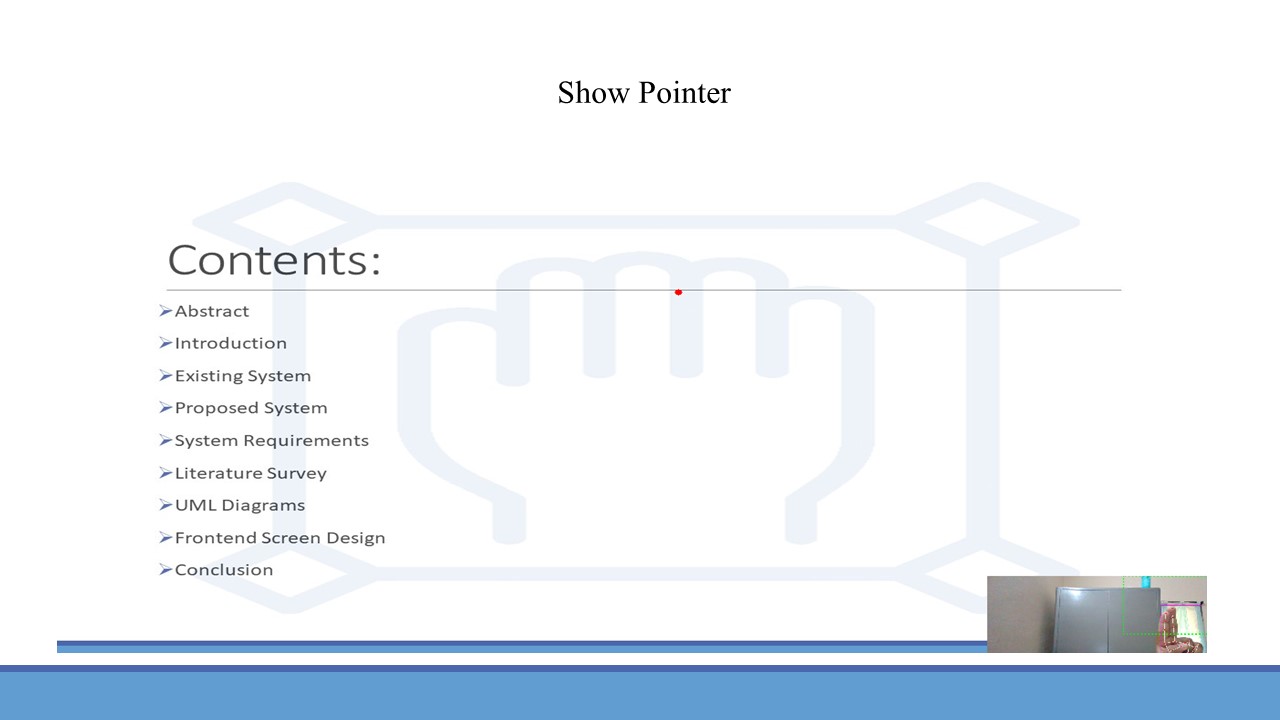 Show Pointer
Contents:
Abstract
Introduction
Existing System
Proposed System
System Requirements
Literature Survey
UML Diagrams
Frontend Screen Design
Conclusion